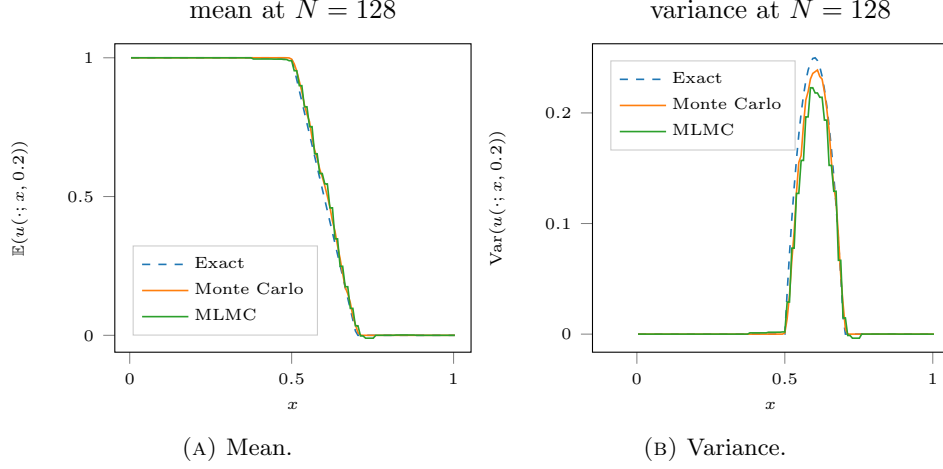 mean at N = 128
1
0.5
0
𝔼(u(·; x, 0.2))
Exact
Monte Carlo
MLMC
0
0.5
1
x
(A) Mean.
variance at N = 128
0.2
0.1
0
Var(u(·; x, 0.2))
Exact
Monte Carlo
MLMC
0
0.5
1
x
(B) Variance.